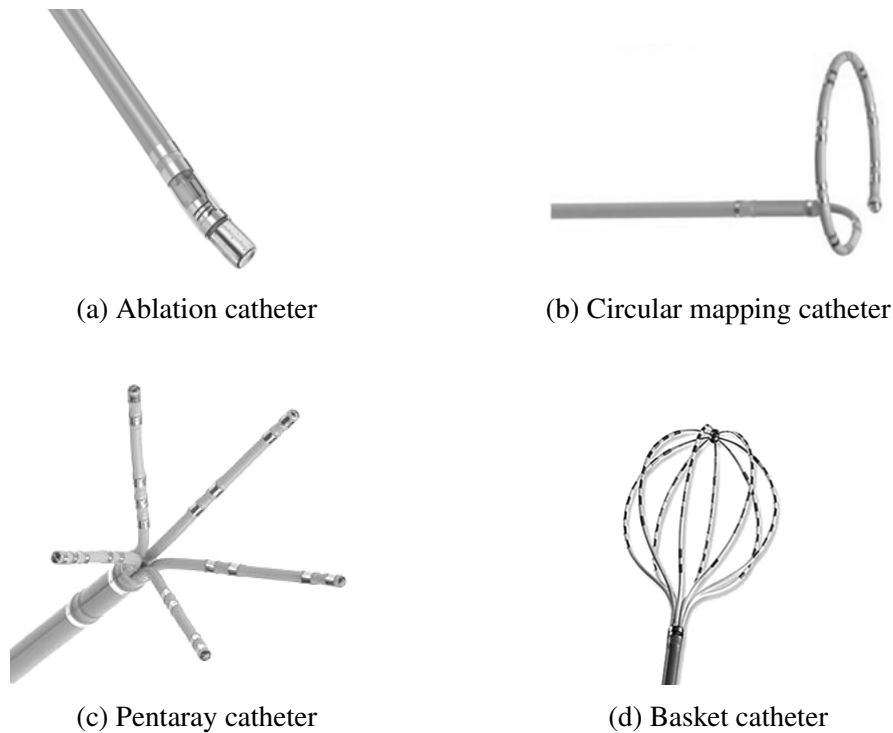 (a) Ablation catheter
(b) Circular mapping catheter
(c) Pentaray catheter
(d) Basket catheter